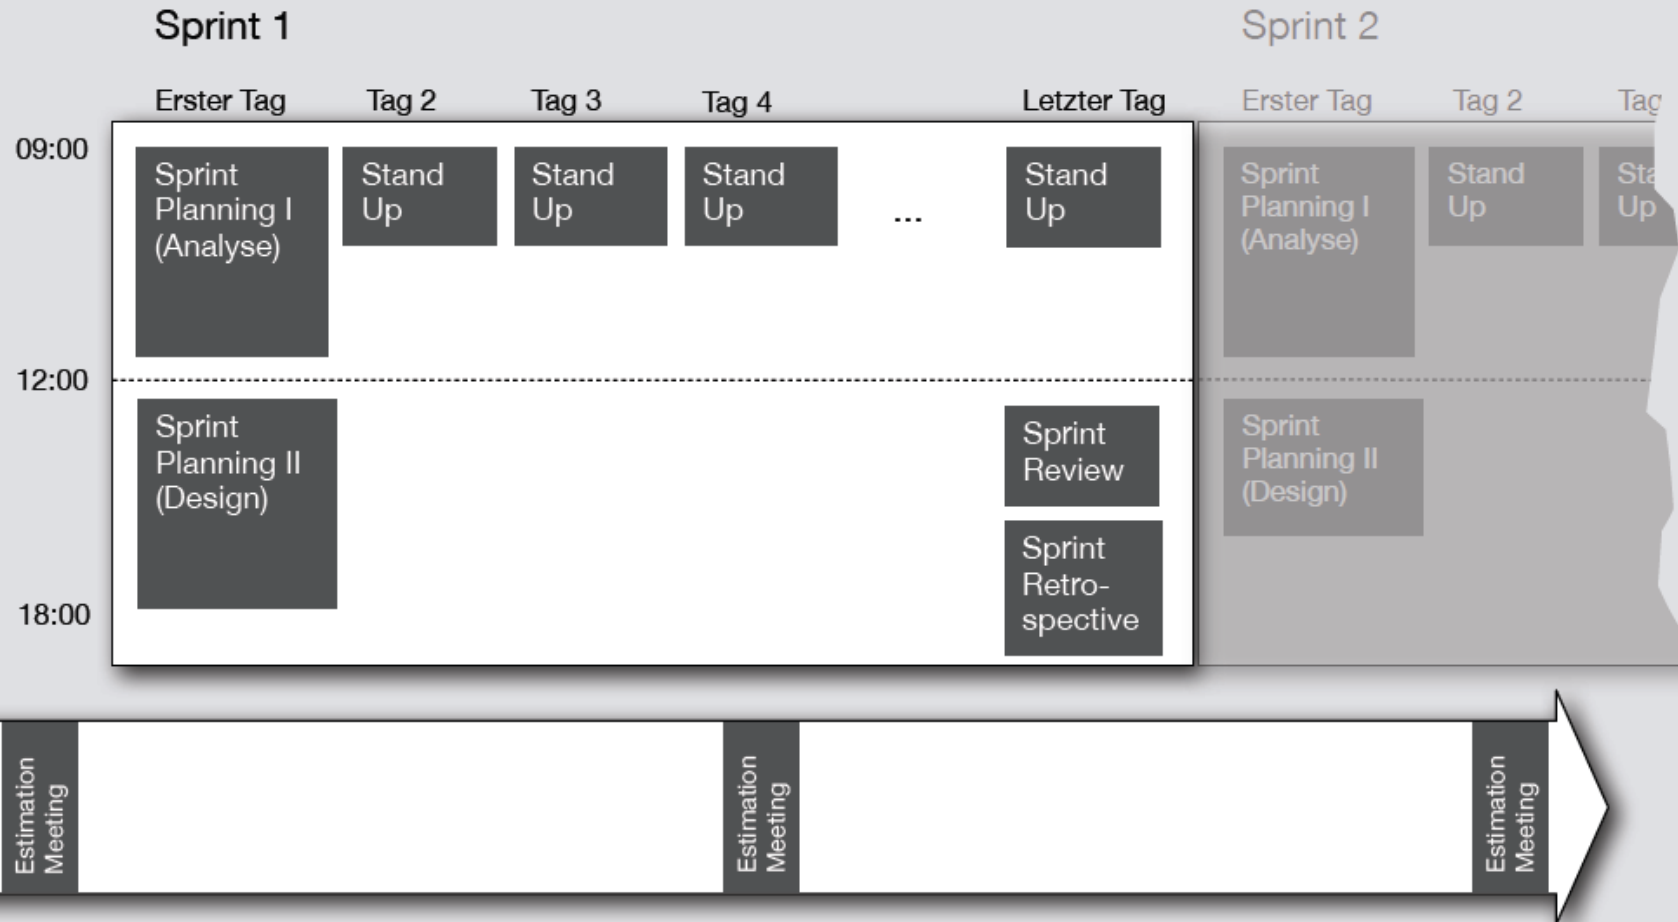 Sprint 1
Sprint 2
Erster Tag
Tag 2
Tag 3
Tag 4
Letzter Tag
Erster Tag
Tag 2
Tag
09:00
Sprint
Planning I
(Analyse)
Stand
Up
Stand
Up
Stand
Up
...
Stand
Up
Sprint
Planning I
(Analyse)
Stand
Up
Up
12:00
Sprint
Planning II
(Design)
Sprint
Review
Sprint
Retro-
spective
Sprint
Planning II
(Design)
18:00
Estimation
Meeting
Estimation
Meeting
Estimation
Meeting